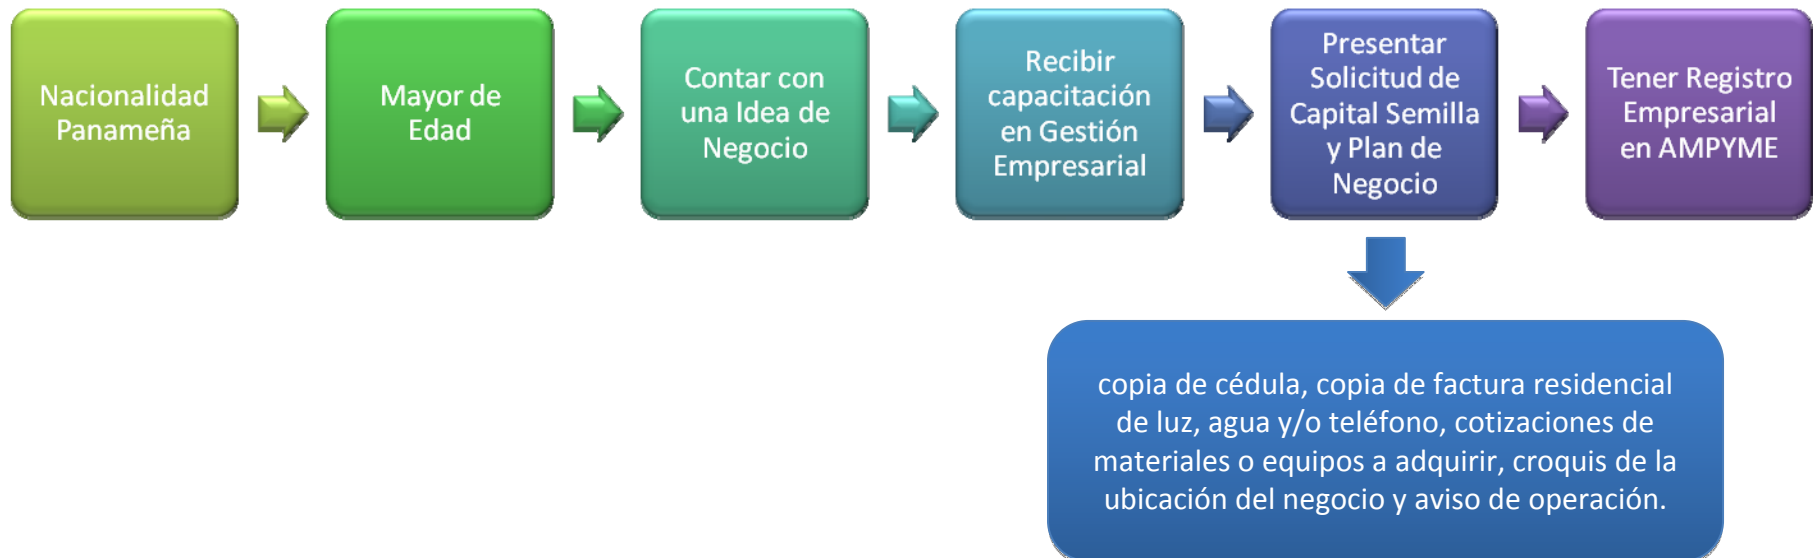 Nacionalidad
Panameña
Mayor de
Edad
Contar con
una Idea de
Negocio
Recibir
capacitación
en Gestión
Empresarial
Presentar
Solicitud de
Capital Semilla
y Plan de
Negocio
Tener Registro
Empresarial
en AMPYME
copia de cédula, copia de factura residencial
de luz, agua y/o teléfono, cotizaciones de
materiales o equipos a adquirir, croquis de la
ubicación del negocio y aviso de operación.